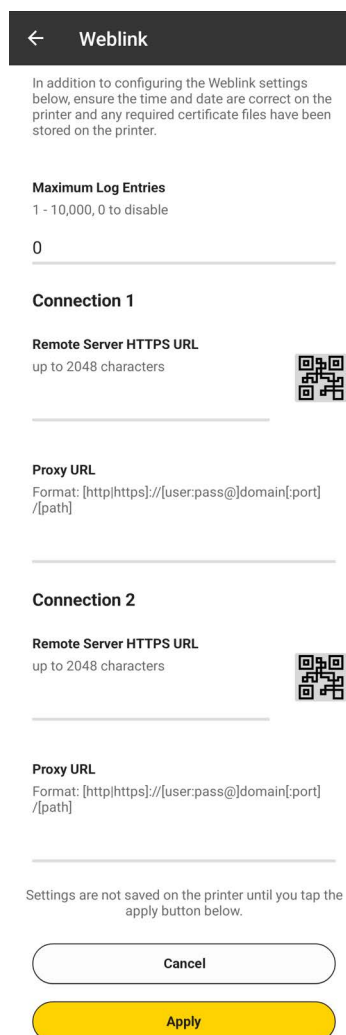 Weblink
In addition to configuring the Weblink settings
below, ensure the time and date are correct on the
printer and any required certificate files have been
stored on the printer.
Maximum Log Entries
1 - 10,000, 0 to disable
0
Connection 1
Remote Server HTTPS URL
up to 2048 characters
Proxy URL
Format: [http|https]://[user:pass@]domain[:port]
/[path]
Connection 2
Remote Server HTTPS URL
up to 2048 characters
Proxy URL
Format: [http|https]://[user:pass@]domain[:port]
/[path]
Settings are not saved on the printer until you tap the
apply button below.
Cancel
Apply